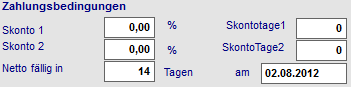 Zahlungsbedingungen
Skonto 1 0,00 % Skontotage1 0
Skonto 2 0,00 % SkontoTage2 0
Netto fällig in 14 Tagen am 02.08.2012